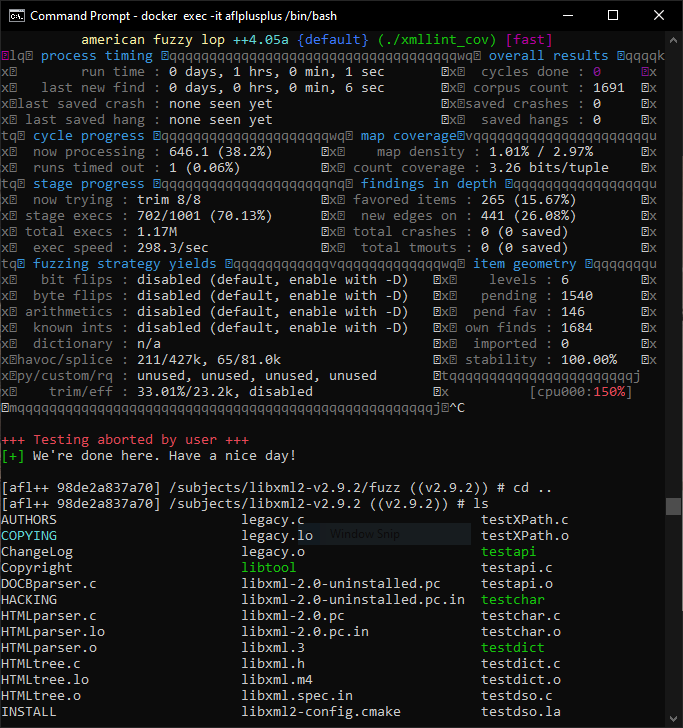 Command Prompt - docker exec -it aflplusplus /bin/bash
american fuzzy lop ++4.05a {default} (./xmllint_cov) [fast]
lq process timing qqqqqqqqqqqqqqqqqqqqqqqqqqqqqqqqqqqqqwq overall results qqqqk
x run time : 0 days, 1 hrs, 0 min, 1 sec x cycles done : 0 x
x last new find : 0 days, 0 hrs, 0 min, 6 sec x corpus count : 1691 x
xlast saved crash : none seen yet xsaved crashes : 0 x
x last saved hang : none seen yet x saved hangs : 0 x
tq cycle progress qqqqqqqqqqqqqqqqqqqqqwq map coveragevqqqqqqqqqqqqqqqqqqqqqqu
x now processing : 646.1 (38.2%) x map density : 1.01% / 2.97% x
x runs timed out : 1 (0.06%) x count coverage : 3.26 bits/tuple x
tq stage progress qqqqqqqqqqqqqqqqqqqqqnq findings in depth qqqqqqqqqqqqqqqqqu
x now trying : trim 8/8 x favored items : 265 (15.67%) x
x stage execs : 702/1001 (70.13%) x new edges on : 441 (26.08%) x
x total execs : 1.17M x total crashes : 0 (0 saved) x
x exec speed : 298.3/sec x total tmouts : 0 (0 saved) x
tq fuzzing strategy yields qqqqqqqqqqqqvqqqqqqqqqqqqqwq item geometry qqqqqqqu
x bit flips : disabled (default, enable with -D) x levels : 6 x
x byte flips : disabled (default, enable with -D) x pending : 1540 x
x arithmetics : disabled (default, enable with -D) x pend fav : 146 x
x known ints : disabled (default, enable with -D) x own finds : 1684 x
x dictionary : n/a x imported : 0 x
xhavoc/splice : 211/427k, 65/81.0k x stability : 100.00% x
xpy/custom/rq : unused, unused, unused, unused tqqqqqqqqqqqqqqqqqqqqqqqj
x trim/eff : 33.01%/23.2k, disabled x [cpu000:150%]
mqqqqqqqqqqqqqqqqqqqqqqqqqqqqqqqqqqqqqqqqqqqqqqqqqqqqj^C
+++ Testing aborted by user +++
[+] We're done here. Have a nice day!
[afl++ 98de2a837a70] /subjects/libxml2-v2.9.2/fuzz ((v2.9.2)) # cd ..
[afl++ 98de2a837a70] /subjects/libxml2-v2.9.2 ((v2.9.2)) # ls
AUTHORS legacy.c testXPath.c
COPYING legacy.lo Window Snip testXPath.o
ChangeLog legacy.o testapi
Copyright libtool testapi.c
DOCBparser.c libxml-2.0-uninstalled.pc testapi.o
HACKING libxml-2.0-uninstalled.pc.in testchar
HTMLparser.c libxml-2.0.pc testchar.c
HTMLparser.lo libxml-2.0.pc.in testchar.o
HTMLparser.o libxml.3 testdict
HTMLtree.c libxml.h testdict.c
HTMLtree.lo libxml.m4 testdict.o
HTMLtree.o libxml.spec.in testdso.c
INSTALL libxml2-config.cmake testdso.la